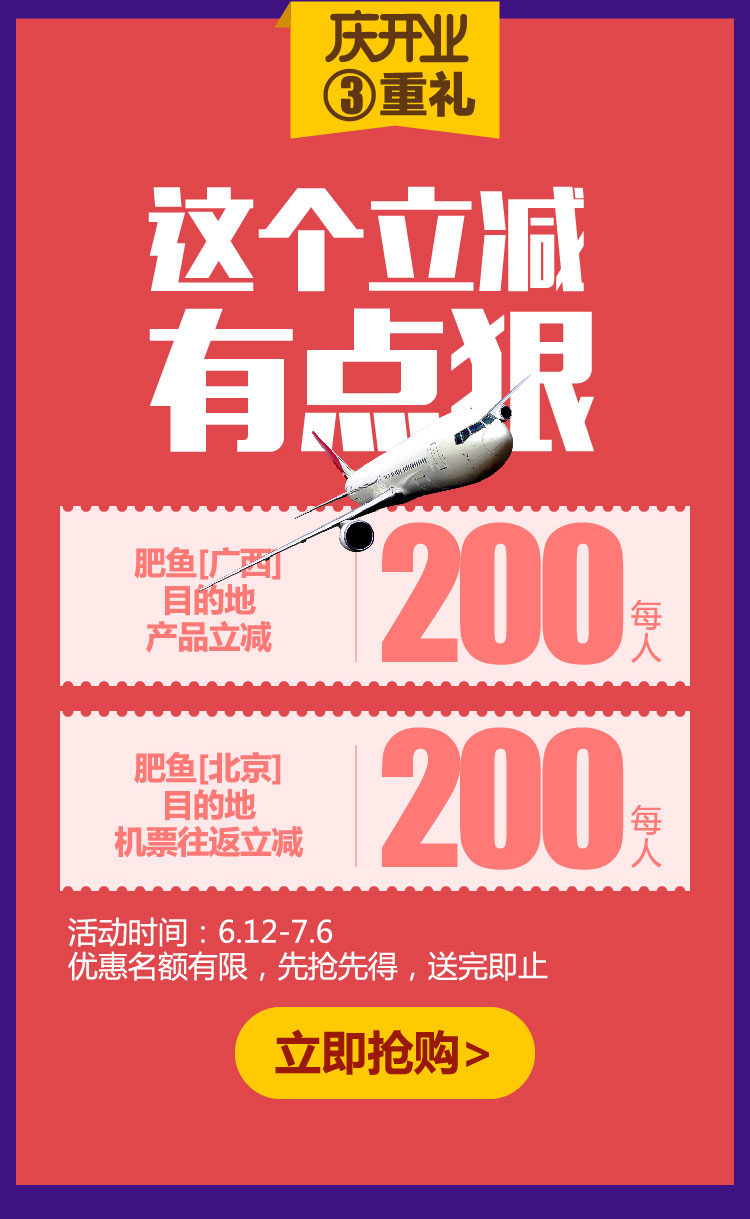 庆开业
③重礼
这个立减
有点狠
肥鱼[广西]
目的地
产品立减
200
每人
肥鱼[北京]
目的地
机票往返立减
200
每人
活动时间：6.12-7.6
优惠名额有限，先抢先得，送完即止
立即抢购>